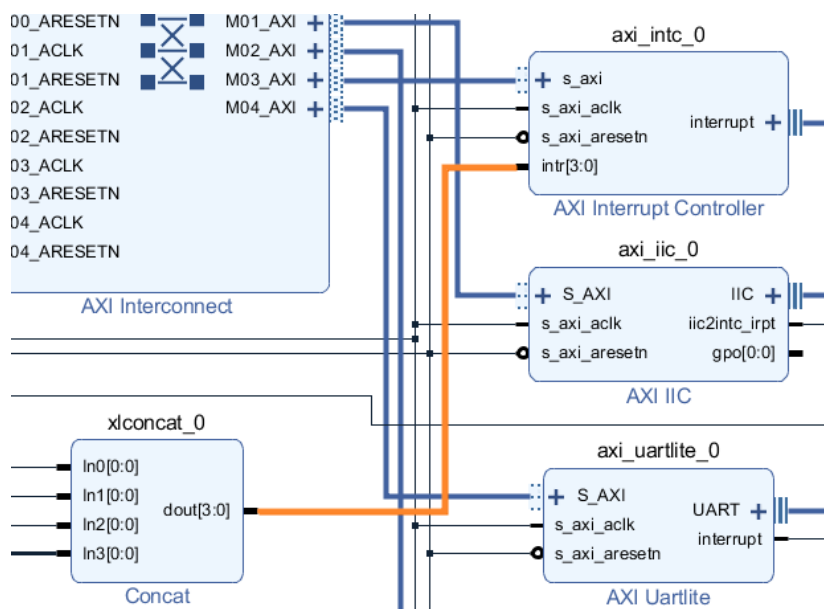 00_ARESETN
01_ACLK
01_ARESETN
02_ACLK
02_ARESETN
03_ACLK
03_ARESETN
04_ACLK
04_ARESETN
M01_AXI
M02_AXI
M03_AXI
M04_AXI
AXI Interconnect
axi_intc_0
s_axi
s_axi_aclk
s_axi_aresetn
intr[3:0]
interrupt
AXI Interrupt Controller
axi_iic_0
S_AXI
s_axi_aclk
s_axi_aresetn
IIC
iic2intc_irpt
gpo[0:0]
AXI IIC
xlconcat_0
In0[0:0]
In1[0:0]
In2[0:0]
In3[0:0]
dout[3:0]
Concat
axi_uartlite_0
S_AXI
s_axi_aclk
s_axi_aresetn
UART
interrupt
AXI Uartlite